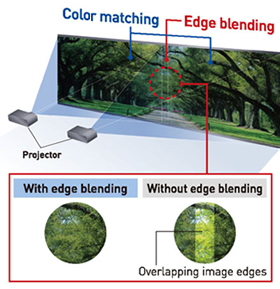 Color matching
Edge blending
Projector
With edge blending
Without edge blending
Overlapping image edges